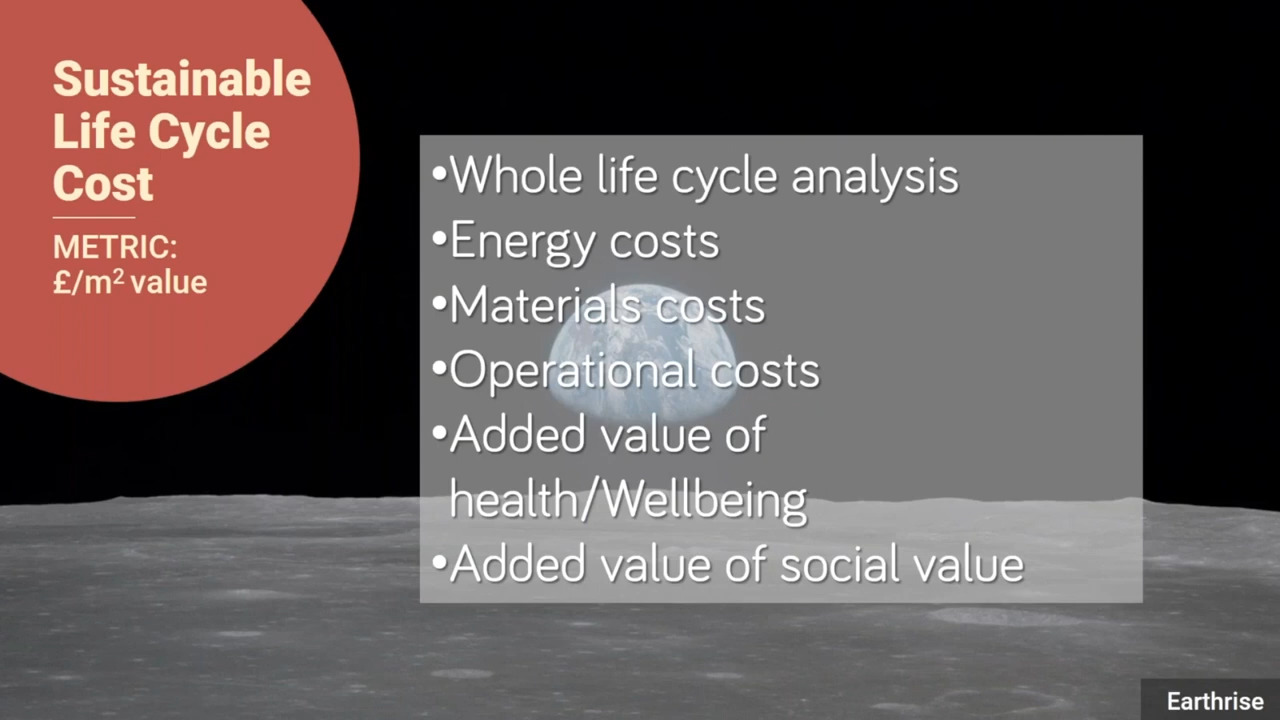 Sustainable
Life Cycle
Cost
METRIC:
£/m² value
•Whole life cycle analysis
•Energy costs
•Materials costs
•Operational costs
•Added value of
health/Wellbeing
•Added value of social value
Earthrise